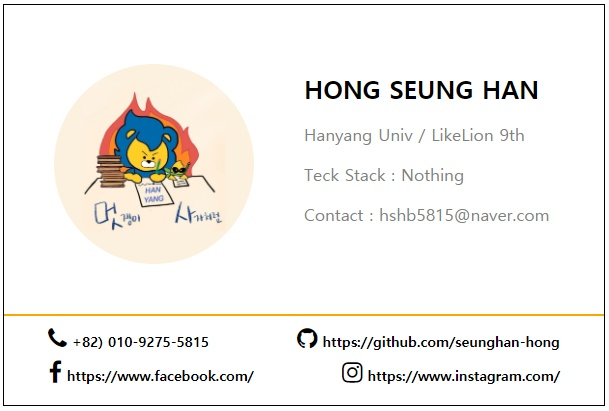 HONG SEUNG HAN
Hanyang Univ / LikeLion 9th
Teck Stack : Nothing
Contact : hshb5815@naver.com
HAN
YANG
멋쟁이 사자처럼
+82) 010-9275-5815 https://github.com/seunghan-hong
https://www.facebook.com/ https://www.instagram.com/